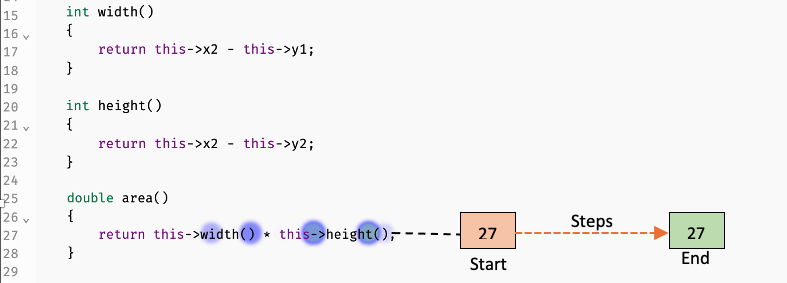 15 int width()
16 {
17 return this->x2 - this->y1;
18 }
19
20 int height()
21 {
22 return this->x2 - this->y2;
23 }
24
25 double area()
26 {
27 return this->width() * this->height();
28 }
29
27
Start
Steps
27
End